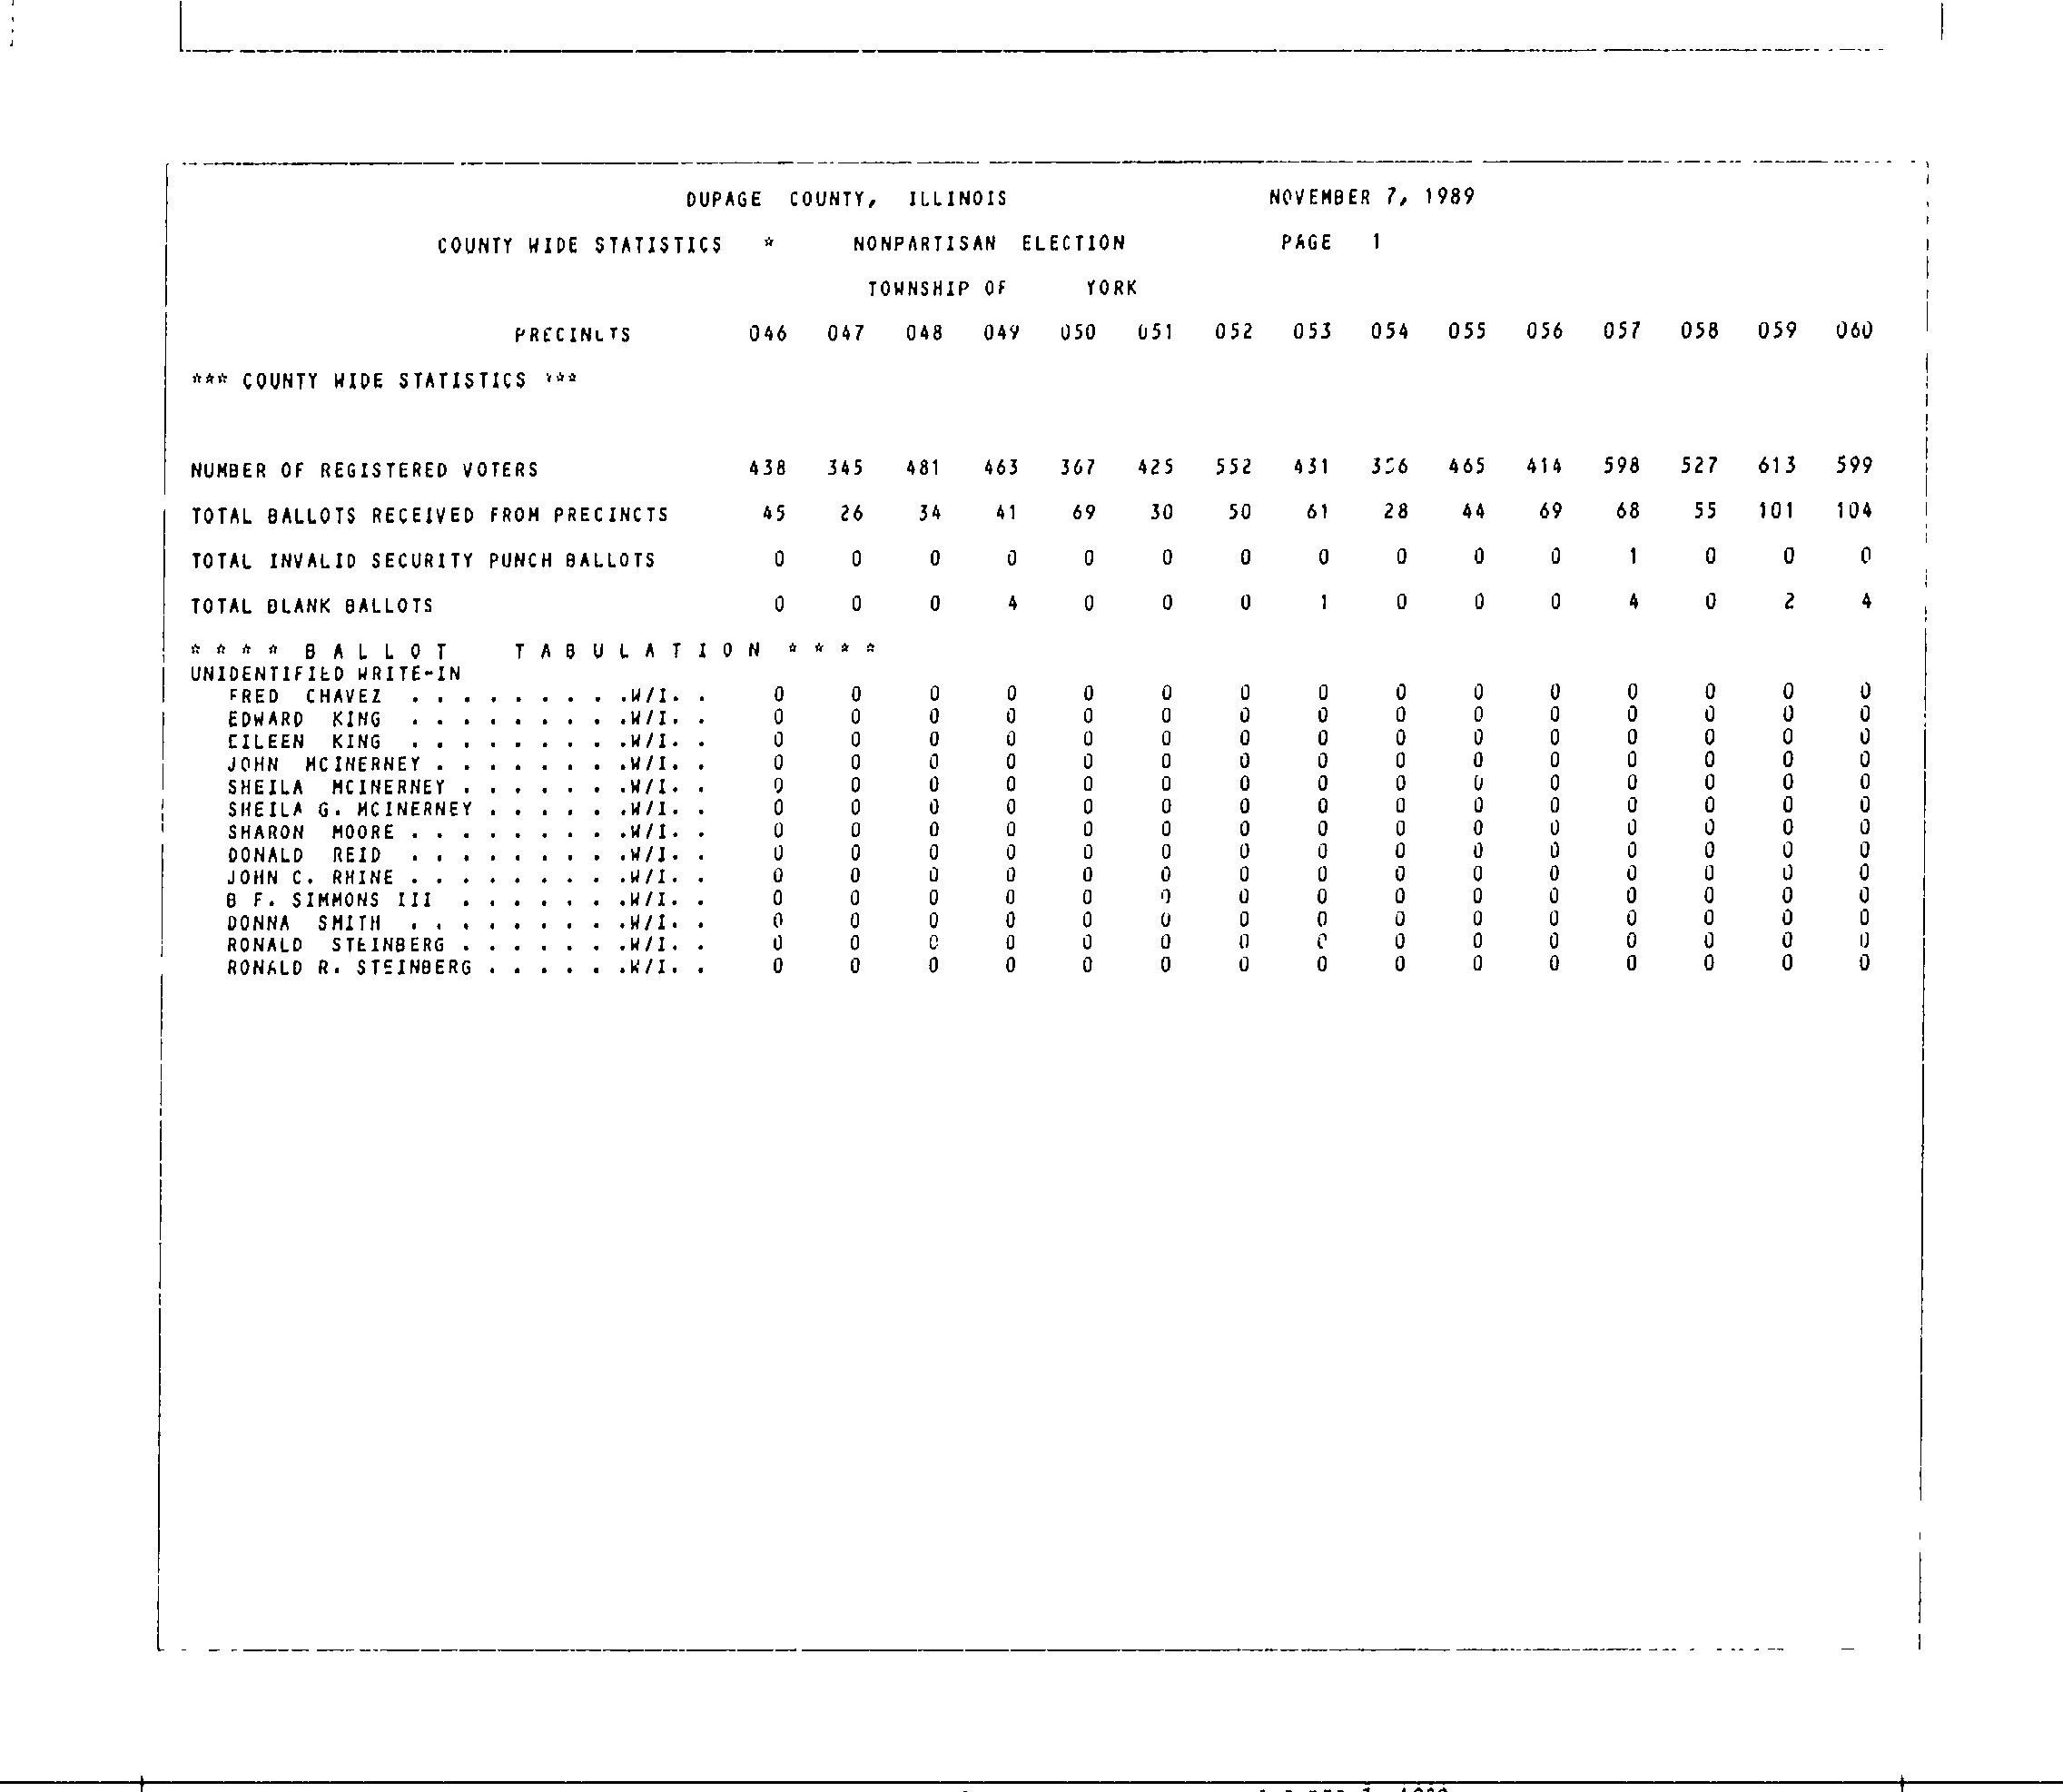 DUPAGE COUNTY, ILLINOIS NOVEMBER 7, 1989
COUNTY WIDE STATISTICS * NONPARTISAN ELECTION PAGE 1
TOWNSHIP OF YORK
PRECINCTS 046 047 048 049 050 051 052 053 054 055 056 057 058 059 060
*** COUNTY WIDE STATISTICS ***
NUMBER OF REGISTERED VOTERS 438 345 481 463 367 425 552 431 465 414 598 527 613 599
TOTAL BALLOTS RECEIVED FROM PRECINCTS 45 26 34 41 69 30 50 61 28 44 69 68 55 101 104
TOTAL INVALID SECURITY PUNCH BALLOTS 0 0 0 0 0 0 0 0 0 0 0 1 0 0 0
TOTAL BLANK BALLOTS 0 0 0 4 0 0 0 1 0 0 0 4 0 2 4
* * * * B A L L O T T A B U L A T I O N * * * *
UNIDENTIFIED WRITE-IN
FRED CHAVEZ . . . . . . . . .W/I. . 0 0 0 0 0 0 0 0 0 0 0 0 0 0 0
EDWARD KING . . . . . . . . .W/I. . 0 0 0 0 0 0 0 0 0 0 0 0 0 0 0
EILEEN KING . . . . . . . . .W/I. . 0 0 0 0 0 0 0 0 0 0 0 0 0 0 0
JOHN MCINERNEY . . . . . . . .W/I. . 0 0 0 0 0 0 0 0 0 0 0 0 0 0 0
SHEILA MCINERNEY . . . . . . .W/I. . 0 0 0 0 0 0 0 0 0 0 0 0 0 0 0
SHEILA G. MCINERNEY . . . . . .W/I. . 0 0 0 0 0 0 0 0 0 0 0 0 0 0 0
SHARON MOORE . . . . . . . . .W/I. . 0 0 0 0 0 0 0 0 0 0 0 0 0 0 0
DONALD REID . . . . . . . . .W/I. . 0 0 0 0 0 0 0 0 0 0 0 0 0 0 0
JOHN C. RHINE . . . . . . . . .W/I. . 0 0 0 0 0 0 0 0 0 0 0 0 0 0 0
B F. SIMMONS III . . . . . . .W/I. . 0 0 0 0 0 0 0 0 0 0 0 0 0 0 0
DONNA SMITH . . . . . . . . .W/I. . 0 0 0 0 0 0 0 0 0 0 0 0 0 0 0
RONALD STEINBERG . . . . . . .W/I. . 0 0 0 0 0 0 0 0 0 0 0 0 0 0 0
RONALD R. STEINBERG . . . . . .W/I. . 0 0 0 0 0 0 0 0 0 0 0 0 0 0 0